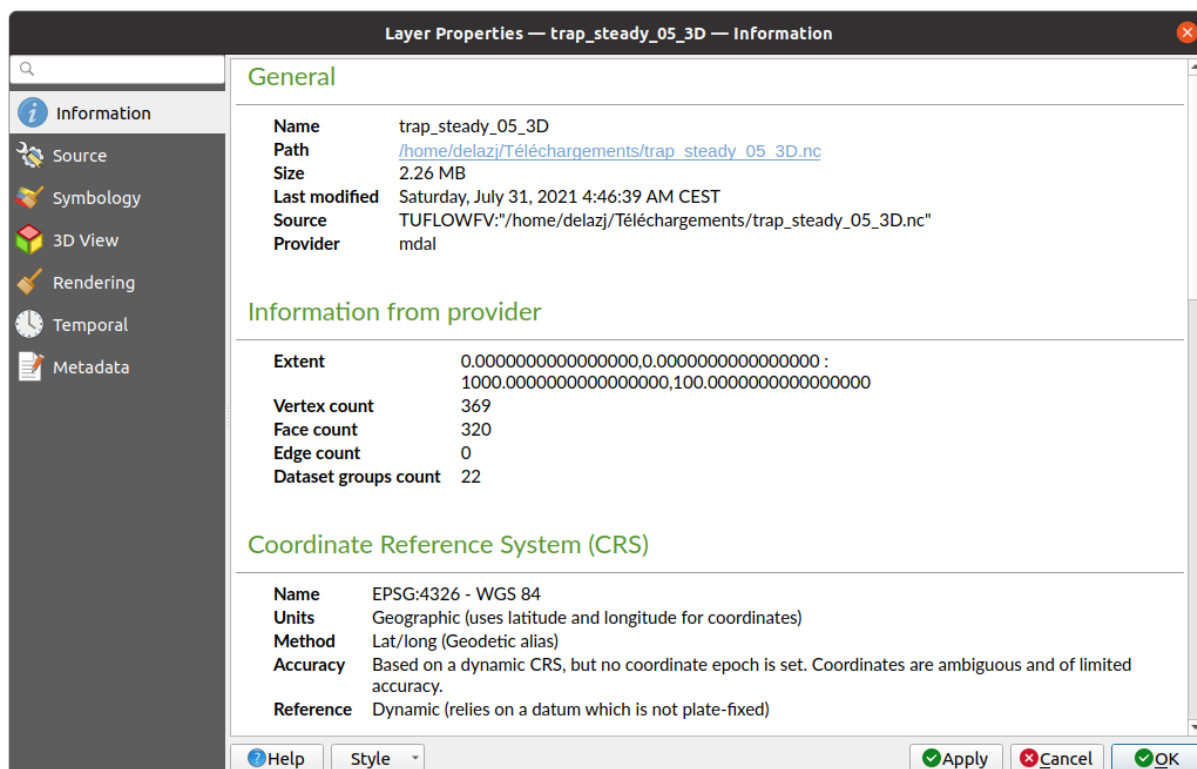 Layer Properties — trap_steady_05_3D — Information
Information
Source
Symbology
3D View
Rendering
Temporal
Metadata
General
Name trap_steady_05_3D
Path /home/delazj/Téléchargements/trap_steady_05_3D.nc
Size 2.26 MB
Last modified Saturday, July 31, 2021 4:46:39 AM CEST
Source TUFLOWFV:"/home/delazj/Téléchargements/trap_steady_05_3D.nc"
Provider mdal
Information from provider
Extent 0.0000000000000000,0.0000000000000000 :
1000.0000000000000000,100.0000000000000000
Vertex count 369
Face count 320
Edge count 0
Dataset groups count 22
Coordinate Reference System (CRS)
Name EPSG:4326 - WGS 84
Units Geographic (uses latitude and longitude for coordinates)
Method Lat/long (Geodetic alias)
Accuracy Based on a dynamic CRS, but no coordinate epoch is set. Coordinates are ambiguous and of limited
accuracy.
Reference Dynamic (relies on a datum which is not plate-fixed)
Help Style Apply Cancel OK